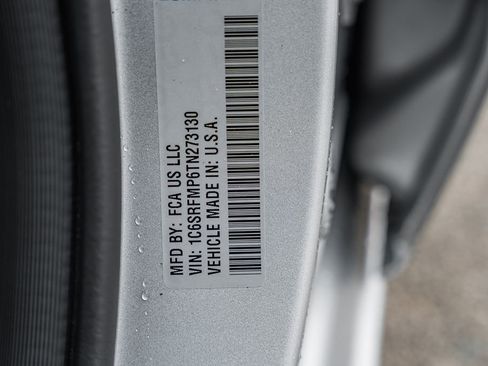 MFD BY: FCA US LLC
VIN: 1C6SRFMP6TN273130
VEHICLE MADE IN: U.S.A.